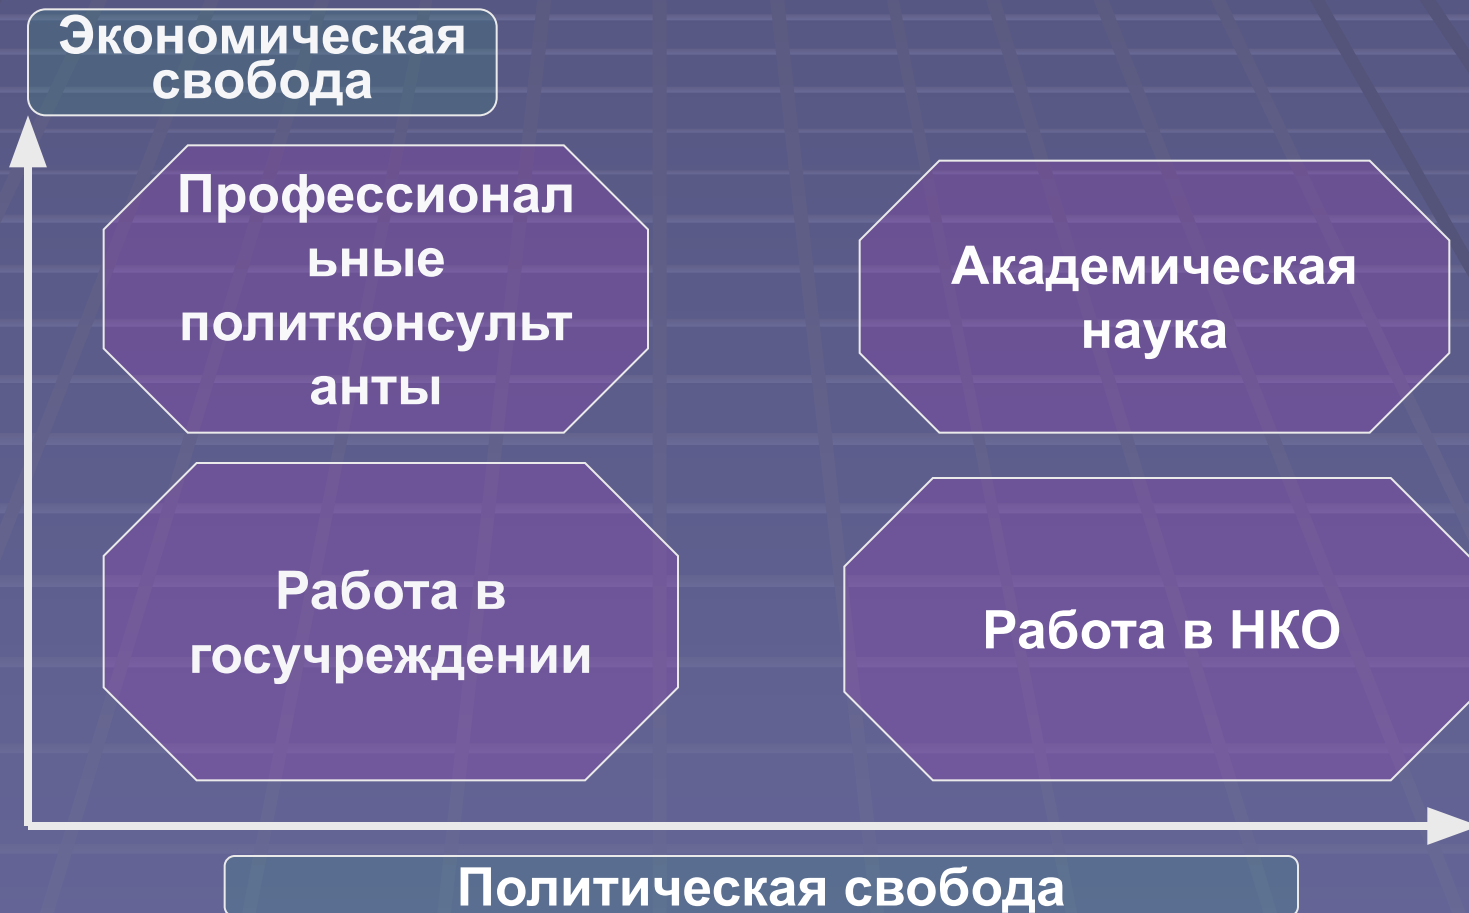 Экономическая
свобода
Профессионал
ьные
политконсульт
анты
Академическая
наука
Работа в
госучреждении
Работа в НКО
Политическая свобода